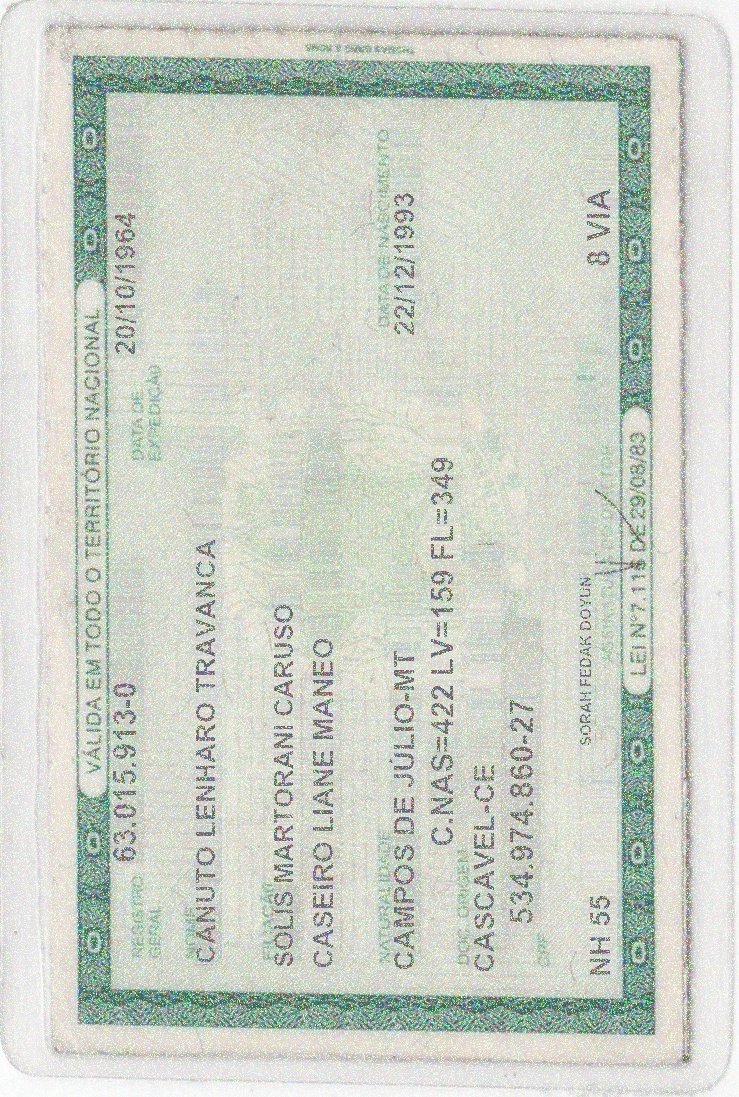 THOMAS GREG & SONS
VÁLIDA EM TODO O TERRITÓRIO NACIONAL
REGISTRO GERAL 63.015.913-0 DATA DE EXPEDIÇÃO 20/10/1964
NOME
CANUTO LENHARO TRAVANCA
FILIAÇÃO
SOLIS MARTORANI CARUSO
CASEIRO LIANE MANEO
NATURALIDADE DATA DE NASCIMENTO
CAMPOS DE JÚLIO-MT 22/12/1993
DOC. ORIGEM C.NAS=422 LV=159 FL=349
CASCAVEL-CE
CPF 534.974.860-27
SORAH FEDAK DOYUN
NH 55 8 VIA
LEI Nº 7.116 DE 29/08/83